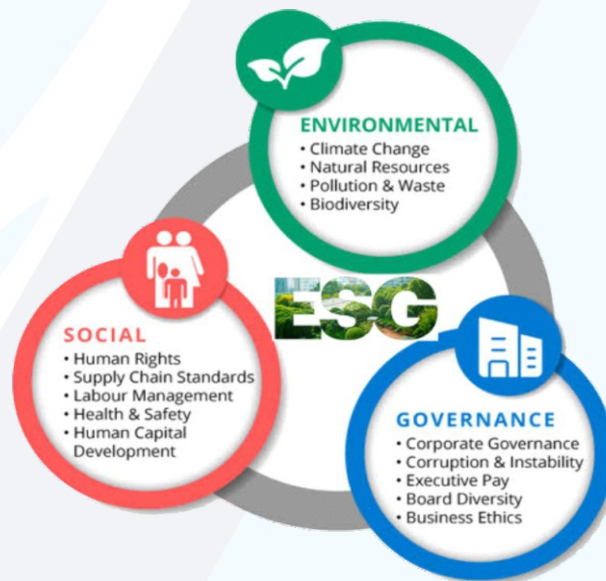 ENVIRONMENTAL
• Climate Change
• Natural Resources
• Pollution & Waste
• Biodiversity
ESG
SOCIAL
• Human Rights
• Supply Chain Standards
• Labour Management
• Health & Safety
• Human Capital
Development
GOVERNANCE
• Corporate Governance
• Corruption & Instability
• Executive Pay
• Board Diversity
• Business Ethics